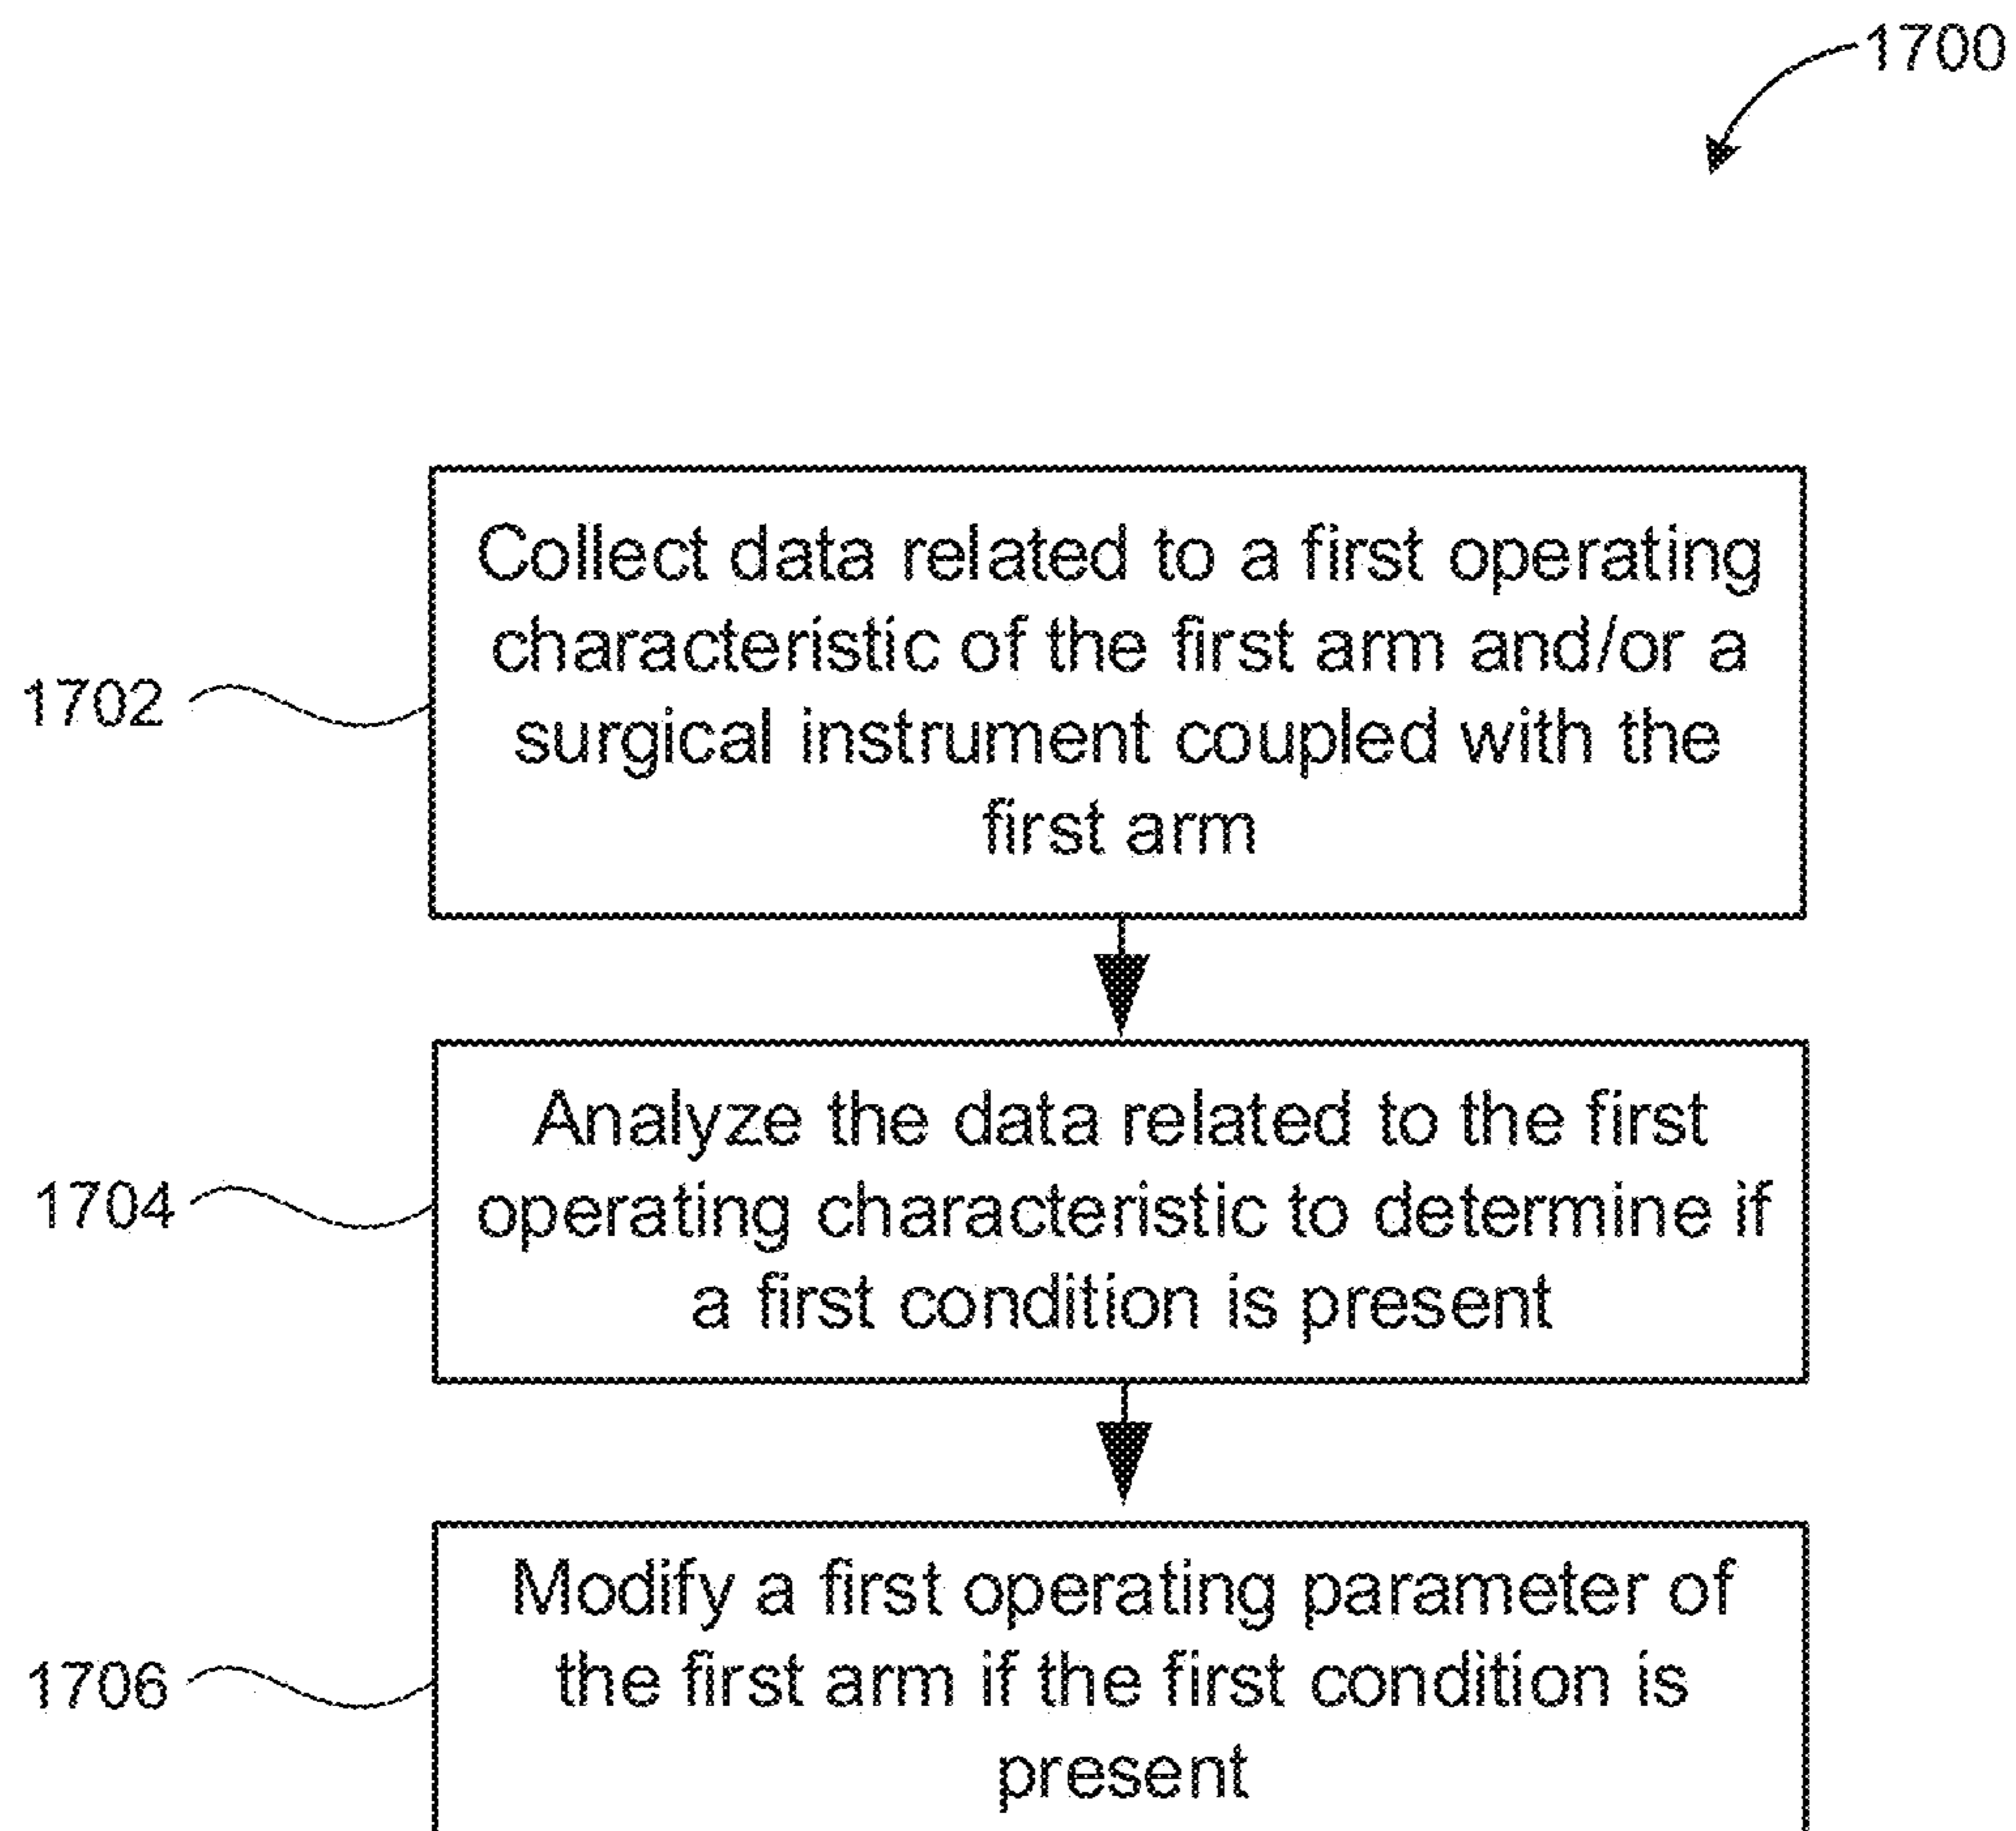 1700
Collect data related to a first operating
characteristic of the first arm and/or a
1702
surgical instrument coupled with the
first arm
Analyze the data related to the first
1704
operating characteristic to determine if
a first condition is present
Modify a first operating parameter of
1706
the first arm if the first condition is
present